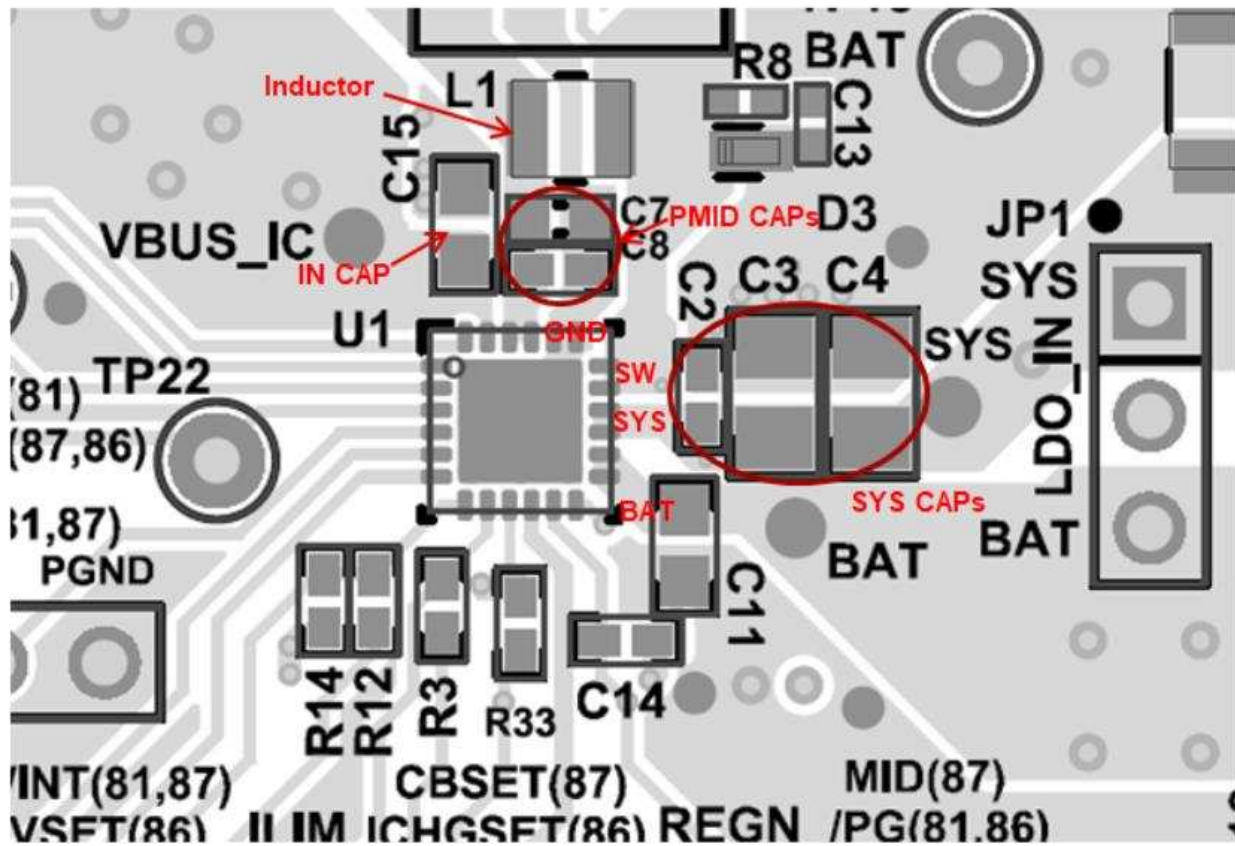 BAT
R8
L1
Inductor
C15
C13
C7
PMID CAPs
D3
C8
JP1
VBUS_IC
IN CAP
SYS
C2
C3
C4
U1
GND
SYS
TP22
SW
LDO_IN
(81)
SYS
(87,86)
SYS CAPs
BAT
BAT
BAT
31,87)
PGND
C11
R14
R12
R3
R33
C14
/INT(81,87)
CBSET(87)
MID(87)
VSET(86)
ILIM
ICHGSET(86)
REGN
/PG(81,86)